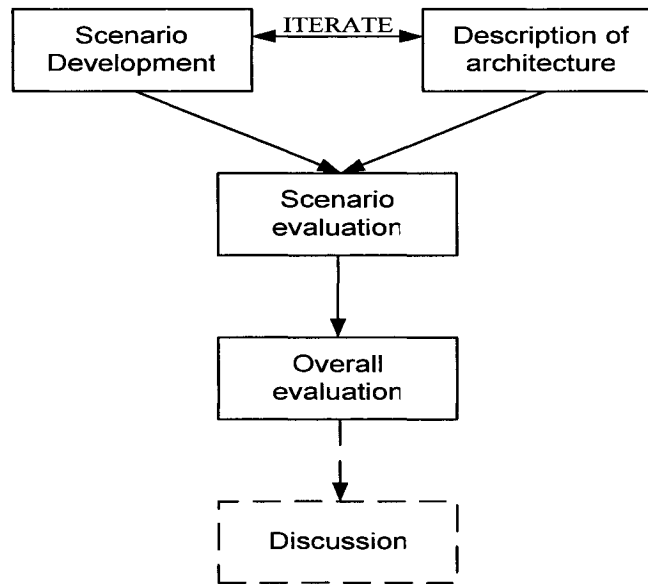 Scenario
Development
ITERATE
Description of
architecture
Scenario
evaluation
Overall
evaluation
Discussion